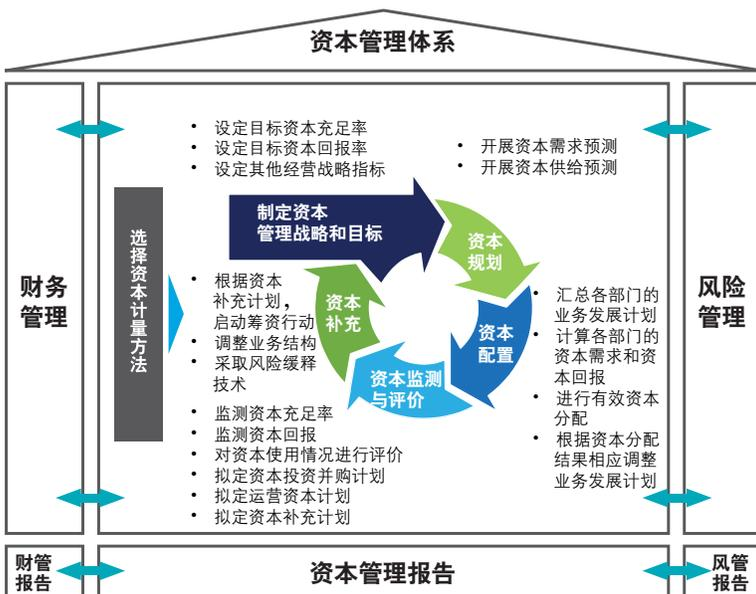 资本管理体系
财务
管理
选择资本计量方法
• 设定目标资本充足率
• 设定目标资本回报率
• 设定其他经营战略指标
• 开展资本需求预测
• 开展资本供给预测
制定资本
管理战略和目标
资本
规划
资本
配置
资本监测
与评价
资本
补充
• 根据资本
补充计划，
启动筹资行动
• 调整业务结构
• 采取风险缓释
技术
• 监测资本充足率
• 监测资本回报
• 对资本使用情况进行评价
• 拟定资本投资并购计划
• 拟定运营资本计划
• 拟定资本补充计划
• 汇总各部门的
业务发展计划
• 计算各部门的
资本需求和资
本回报
• 进行有效资本
分配
• 根据资本分配
结果相应调整
业务发展计划
风险
管理
财管
报告
资本管理报告
风管
报告